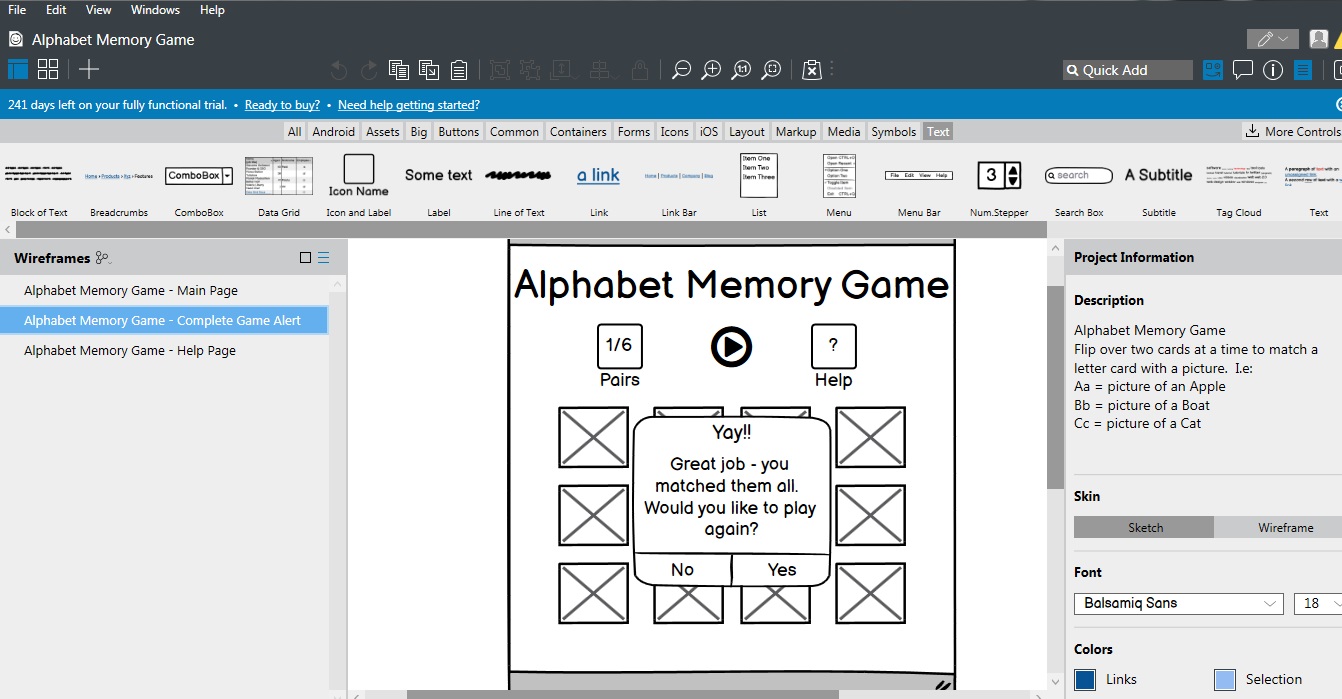 File Edit View Windows Help
Alphabet Memory Game
1:1
Quick Add
241 days left on your fully functional trial. • Ready to buy? • Need help getting started?
All Android Assets Big Buttons Common Containers Forms Icons iOS Layout Markup Media Symbols Text
More Controls
Home > Products > Xyz > Features
ComboBox
Icon Name
Some text
a link
Home | Products | Company | Blog
Item One
Item Two
Item Three
File Edit View Help
3
search
A Subtitle
Block of Text Breadcrumbs ComboBox Data Grid Icon and Label Label Line of Text Link Link Bar List Menu Menu Bar Num.Stepper Search Box Subtitle Tag Cloud Text
Wireframes
Alphabet Memory Game - Main Page
Alphabet Memory Game - Complete Game Alert
Alphabet Memory Game - Help Page
Alphabet Memory Game
1/6
?
Pairs
Help
Yay!!
Great job - you
matched them all.
Would you like to play
again?
No Yes
Project Information
Description
Alphabet Memory Game
Flip over two cards at a time to match a
letter card with a picture. I.e:
Aa = picture of an Apple
Bb = picture of a Boat
Cc = picture of a Cat
Skin
Sketch Wireframe
Font
Balsamiq Sans 18
Colors
Links Selection